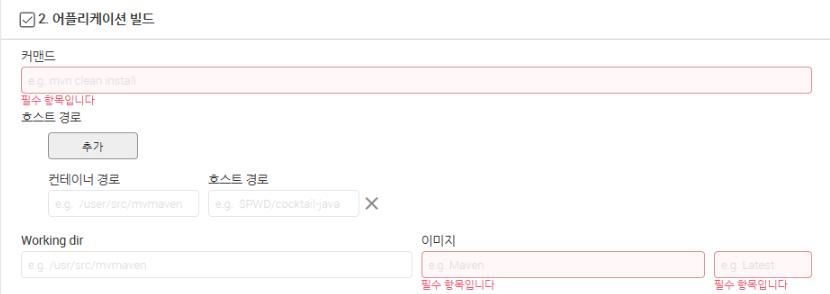 2. 어플리케이션 빌드
커맨드
e.g. mvn clean install
필수 항목입니다
호스트 경로
추가
컨테이너 경로 호스트 경로
e.g. /user/src/mvmaven e.g. $PWD/cocktail-java
Working dir 이미지
e.g. /usr/src/mvmaven e.g. Maven e.g. Latest
필수 항목입니다 필수 항목입니다